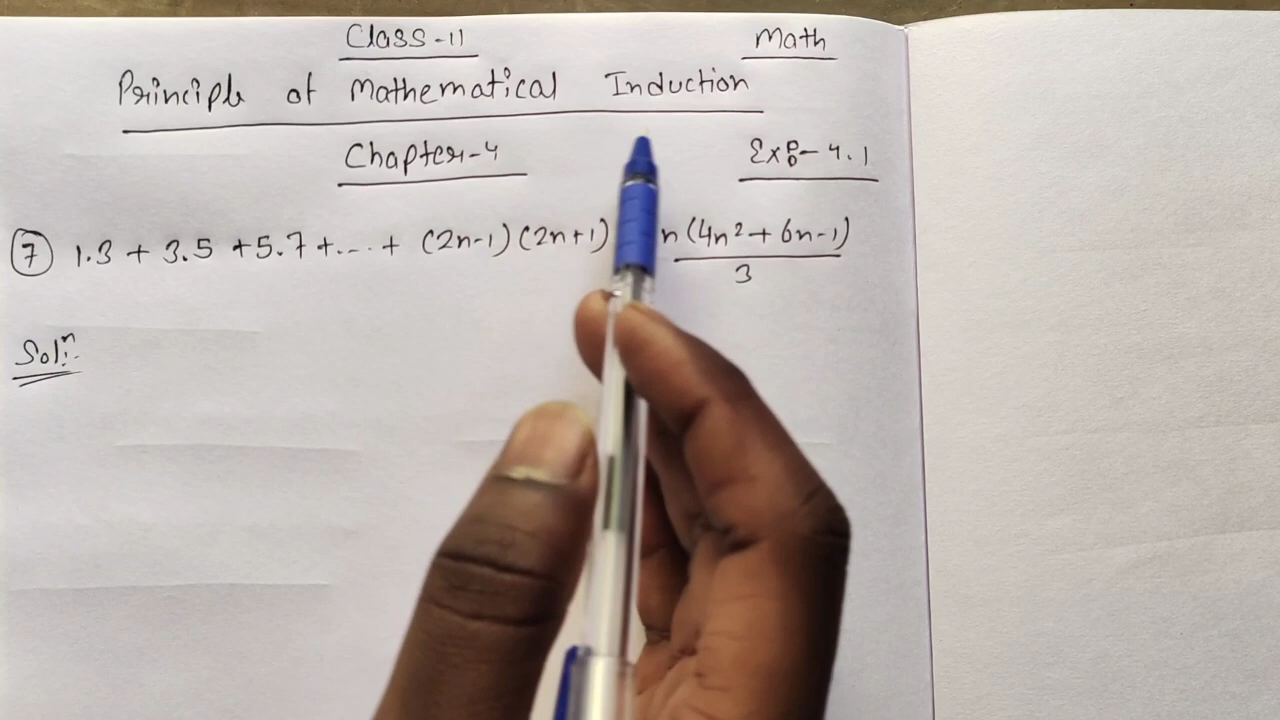 Class-11 Math
Principle of Mathematical Induction
Chapter-4 Exp:- 4.1
7 1.3 + 3.5 + 5.7 + .... + (2n-1)(2n+1) n(4n²+6n-1)/3
Solⁿ: